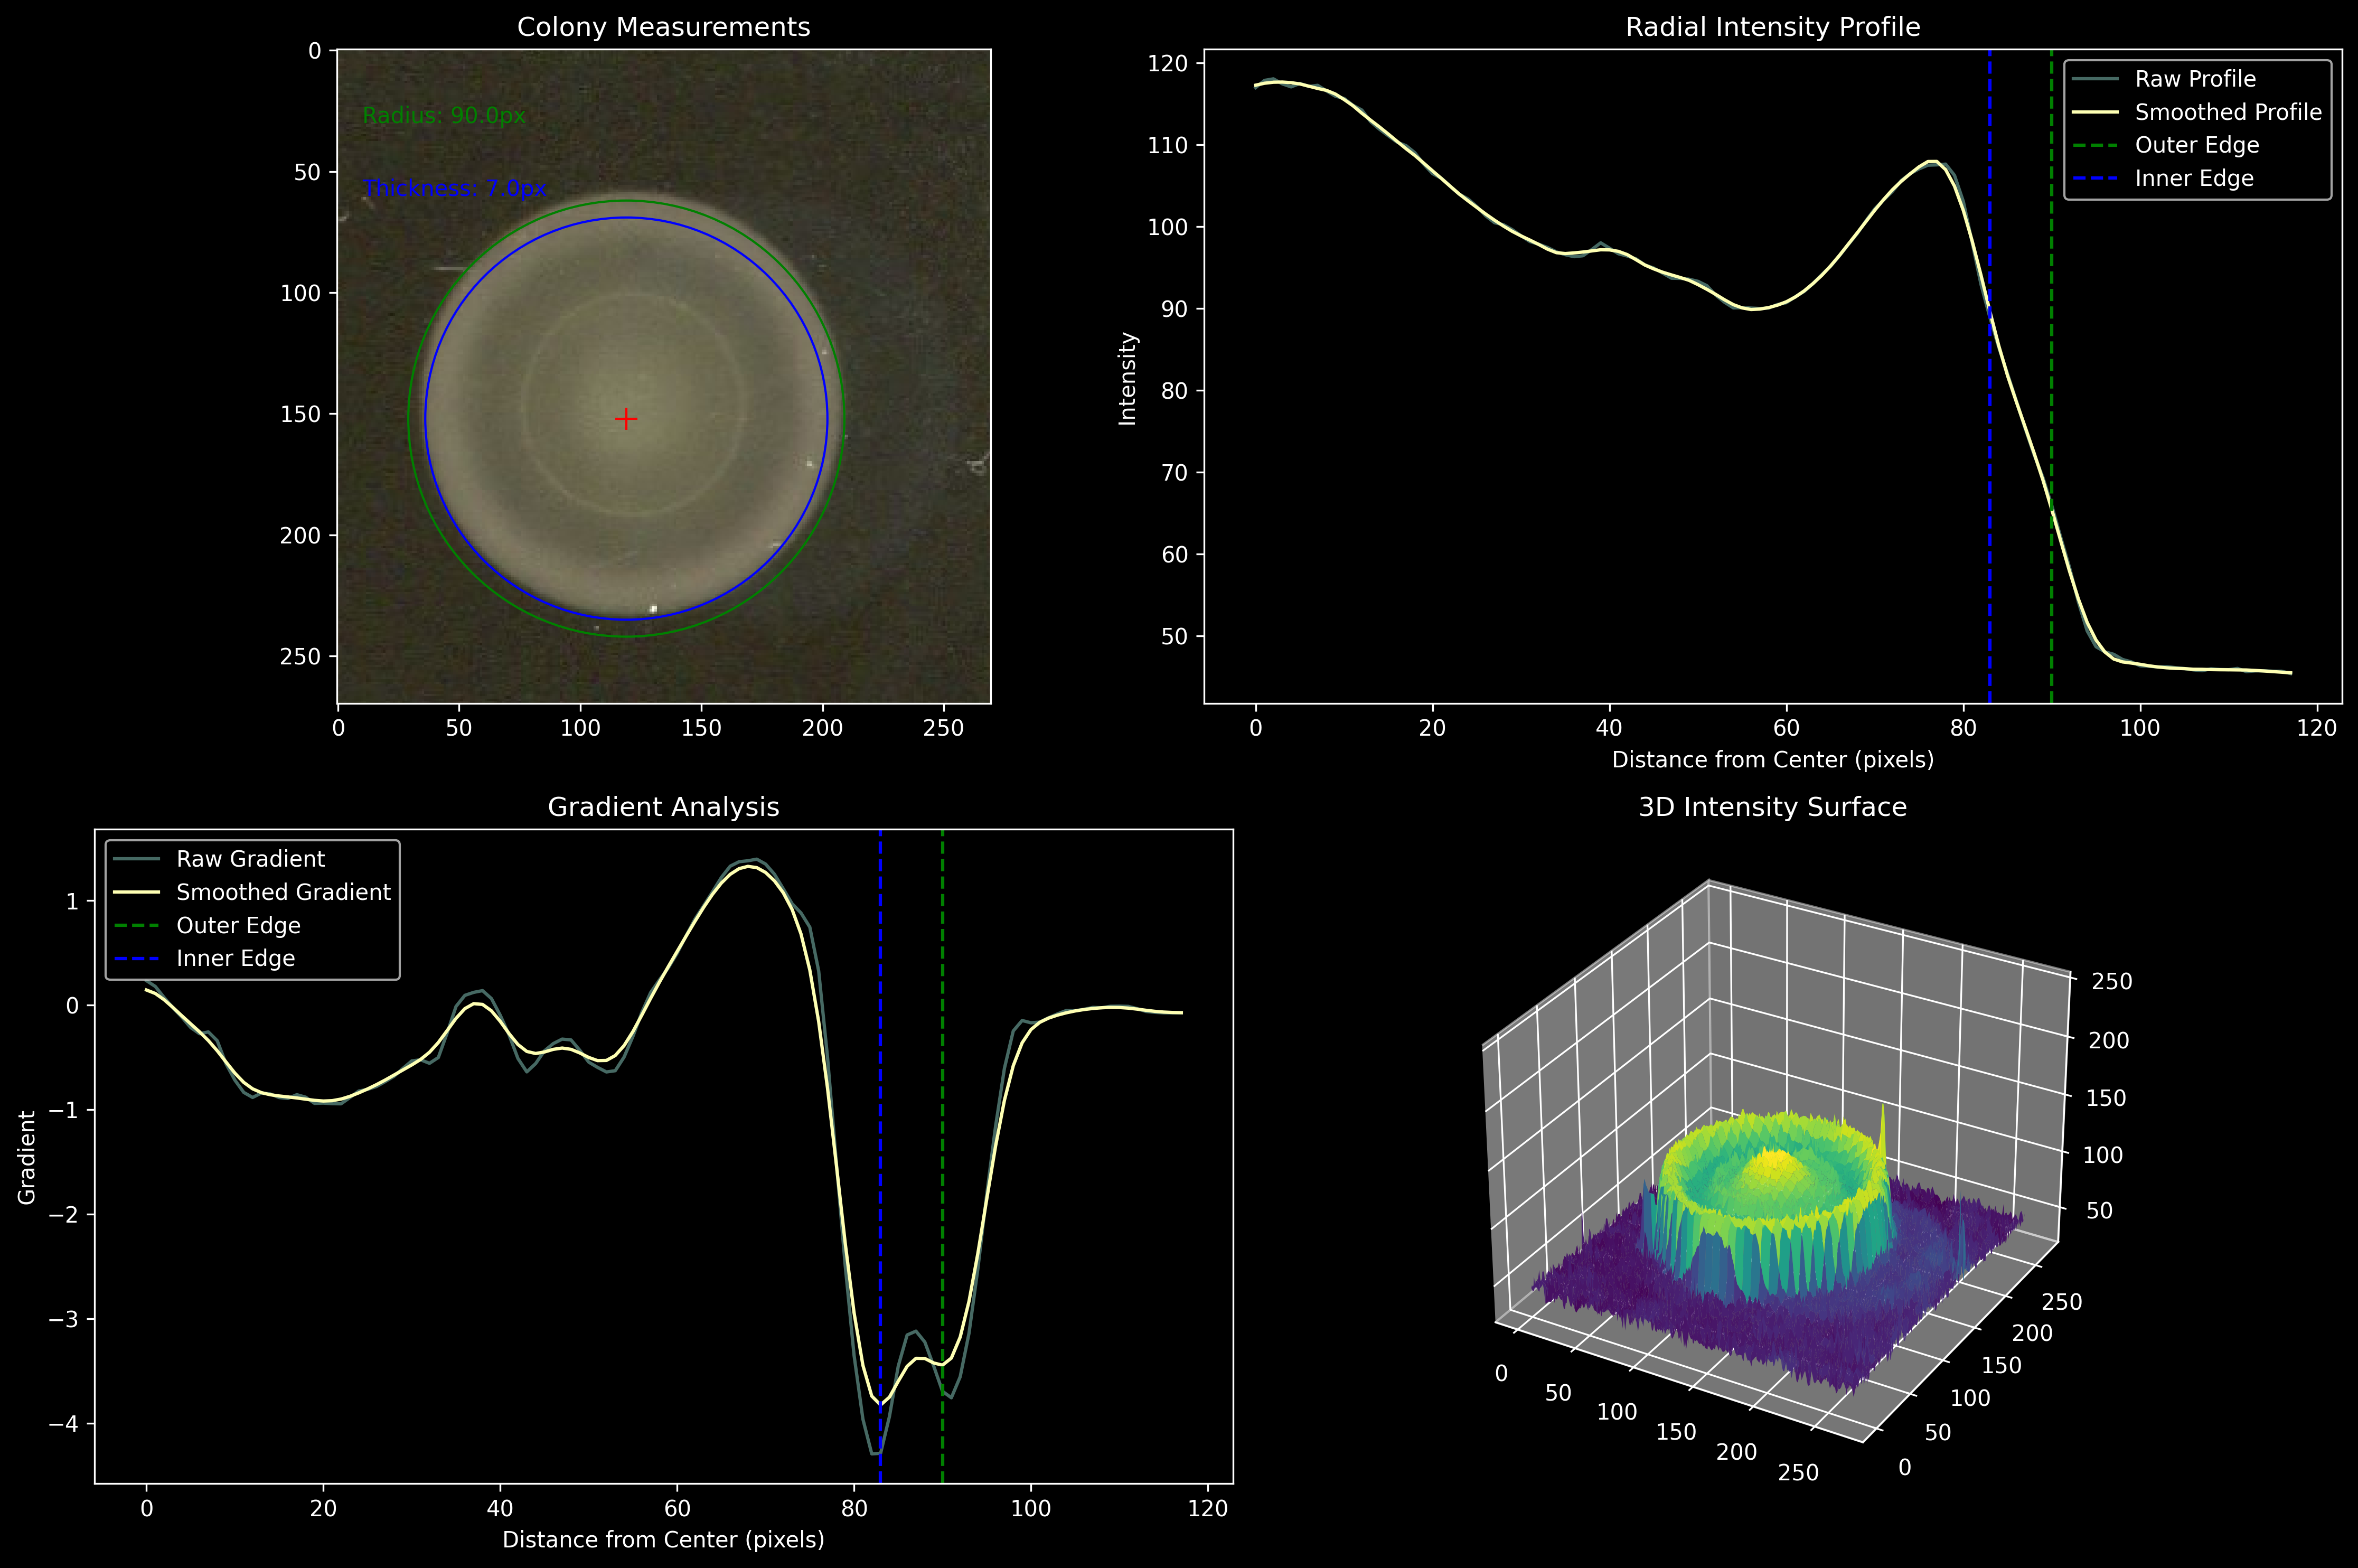 Colony Measurements
0
50
100
150
200
250
Radius: 90.0px
Thickness: 7.0px
0 50 100 150 200 250
Radial Intensity Profile
120
110
100
90
80
70
60
50
Intensity
Raw Profile
Smoothed Profile
Outer Edge
Inner Edge
0 20 40 60 80 100 120
Distance from Center (pixels)
Gradient Analysis
1
0
−1
−2
−3
−4
Gradient
Raw Gradient
Smoothed Gradient
Outer Edge
Inner Edge
0 20 40 60 80 100 120
Distance from Center (pixels)
3D Intensity Surface
250
200
150
100
50
0
50
100
150
200
250
0
50
100
150
200
250